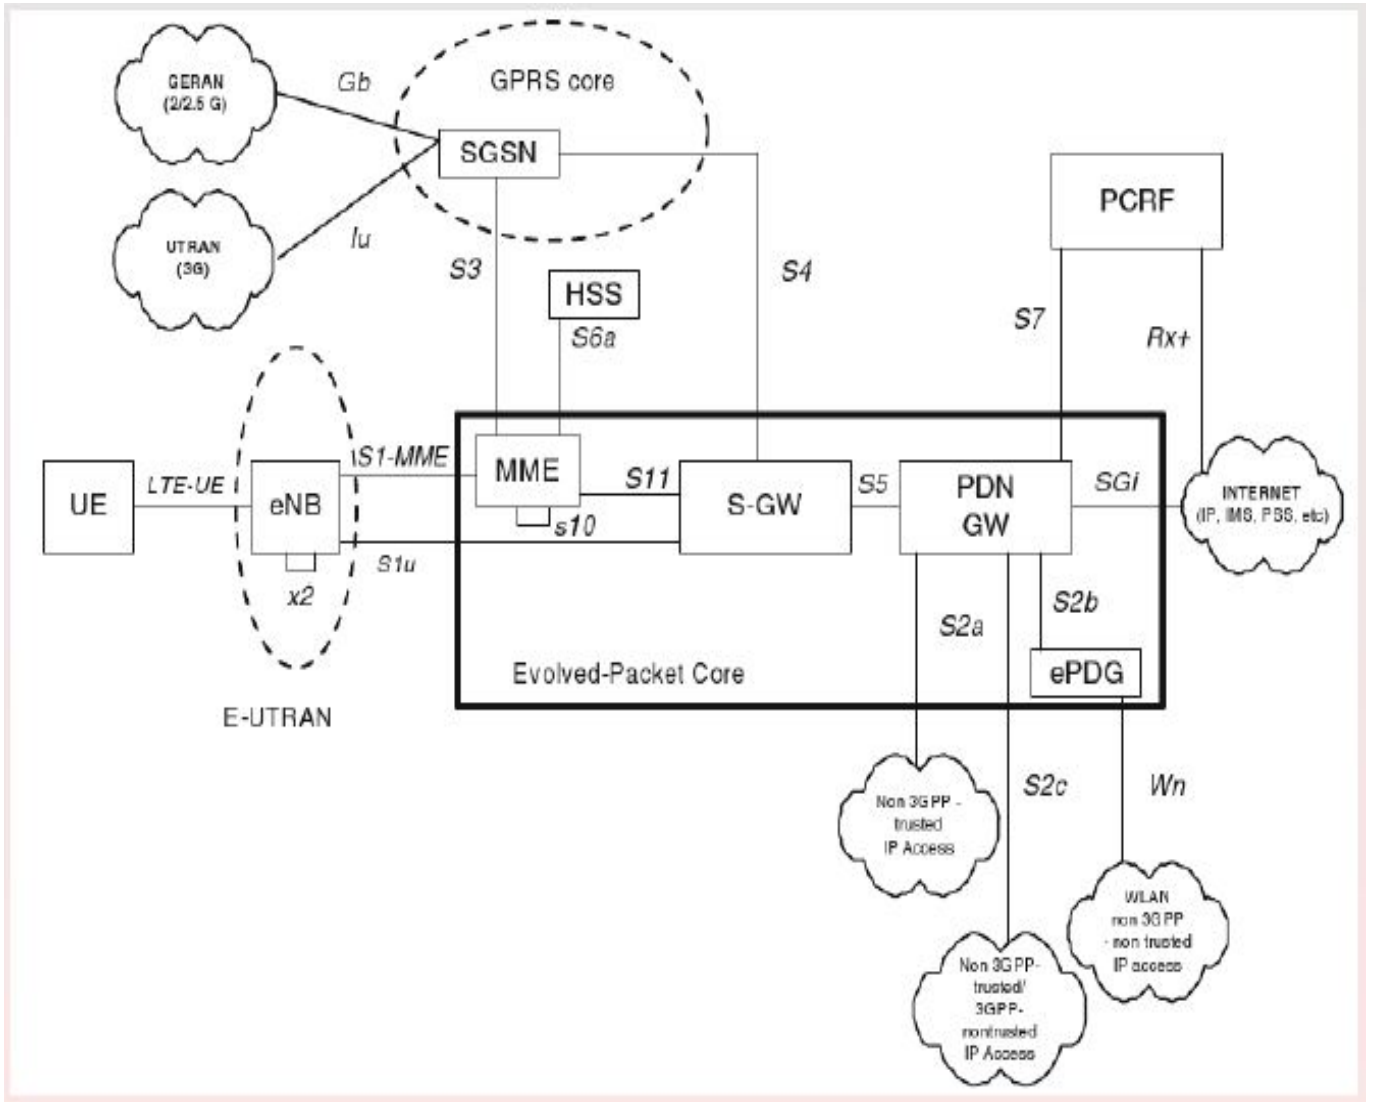 GPRS core
GERAN
(2/2.5 G)
Gb
SGSN
UTRAN
(3G)
Iu
S3
S4
HSS
S6a
PCRF
S7
Rx+
UE
LTE-UE
eNB
x2
E-UTRAN
S1-MME
MME
S11
s10
S1u
S-GW
S5
PDN
GW
SGi
INTERNET
(IP, IMS, PSS, etc)
S2a
S2b
ePDG
Evolved-Packet Core
S2c
Wn
Non 3GPP -
trusted
IP Access
WLAN
non 3GPP
- non trusted
IP access
Non 3GPP-
trusted/
3GPP-
nontrusted
IP Access